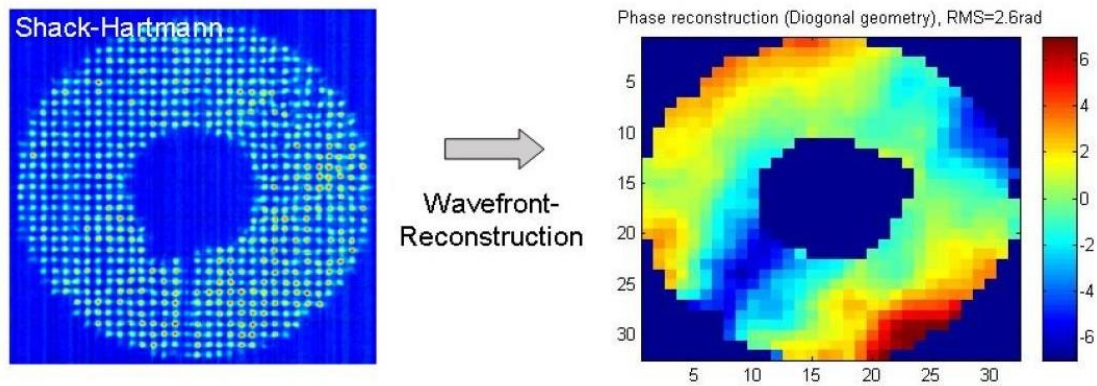 Shack-Hartmann
Wavefront-
Reconstruction
Phase reconstruction (Diogonal geometry), RMS=2.6rad
5
10
15
20
25
30
5 10 15 20 25 30
6
4
2
0
-2
-4
-6